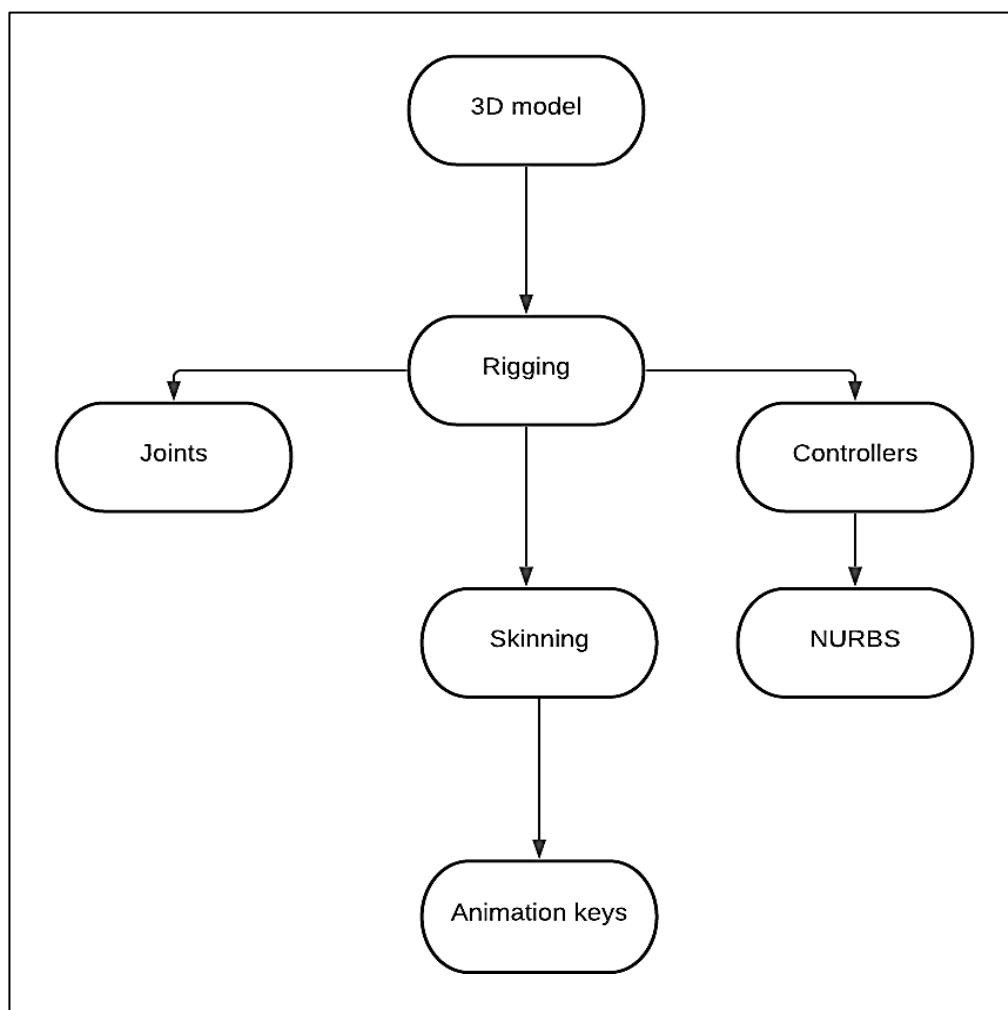 3D model
Rigging
Joints
Controllers
Skinning
NURBS
Animation keys